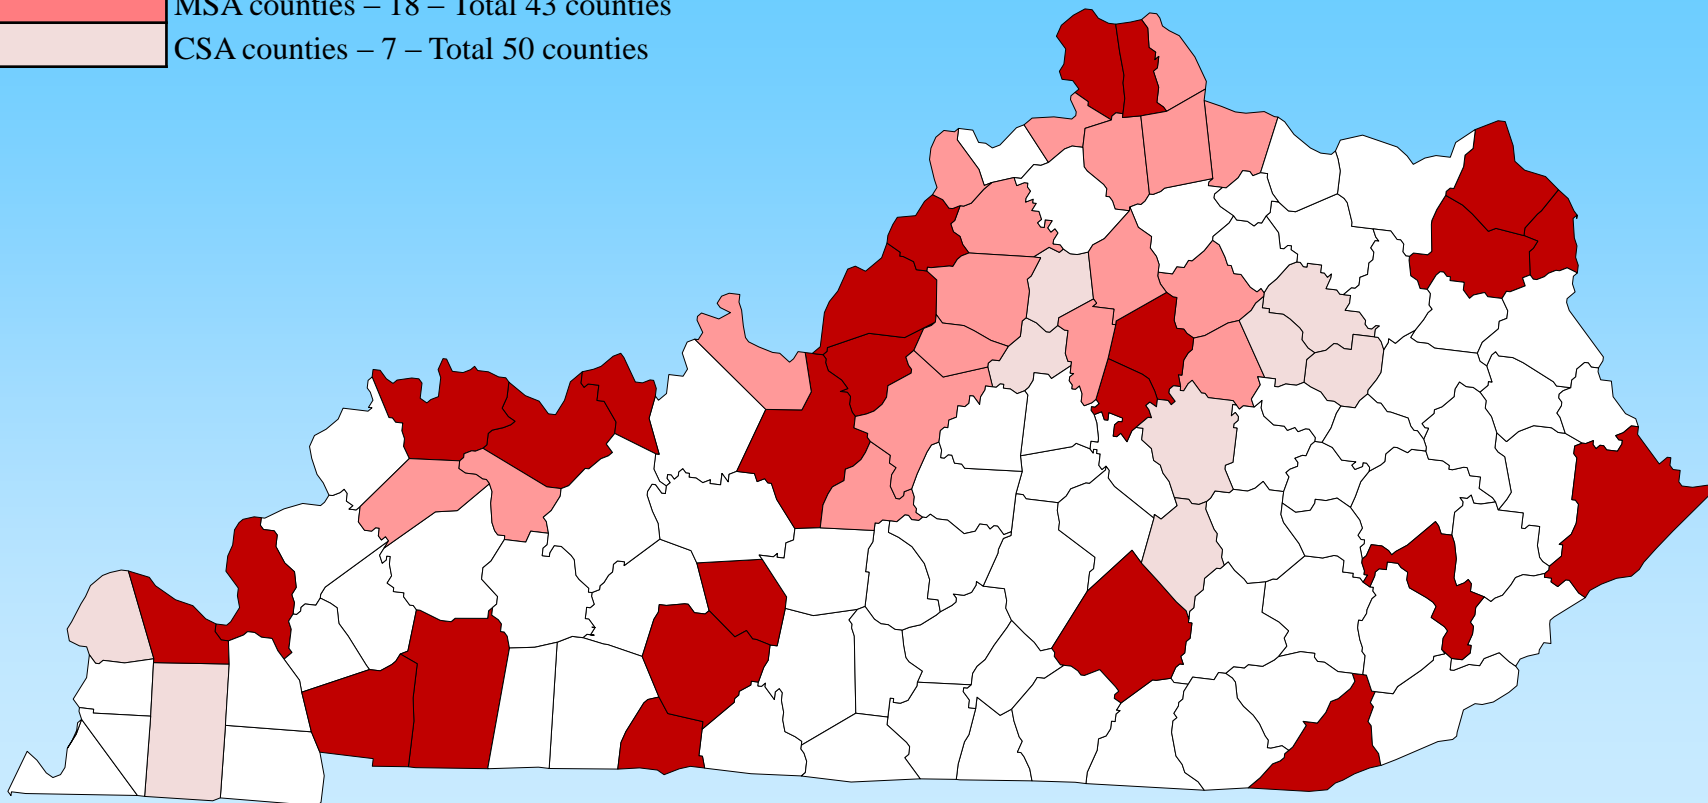 MSA counties – 18 – Total 43 counties
CSA counties – 7 – Total 50 counties